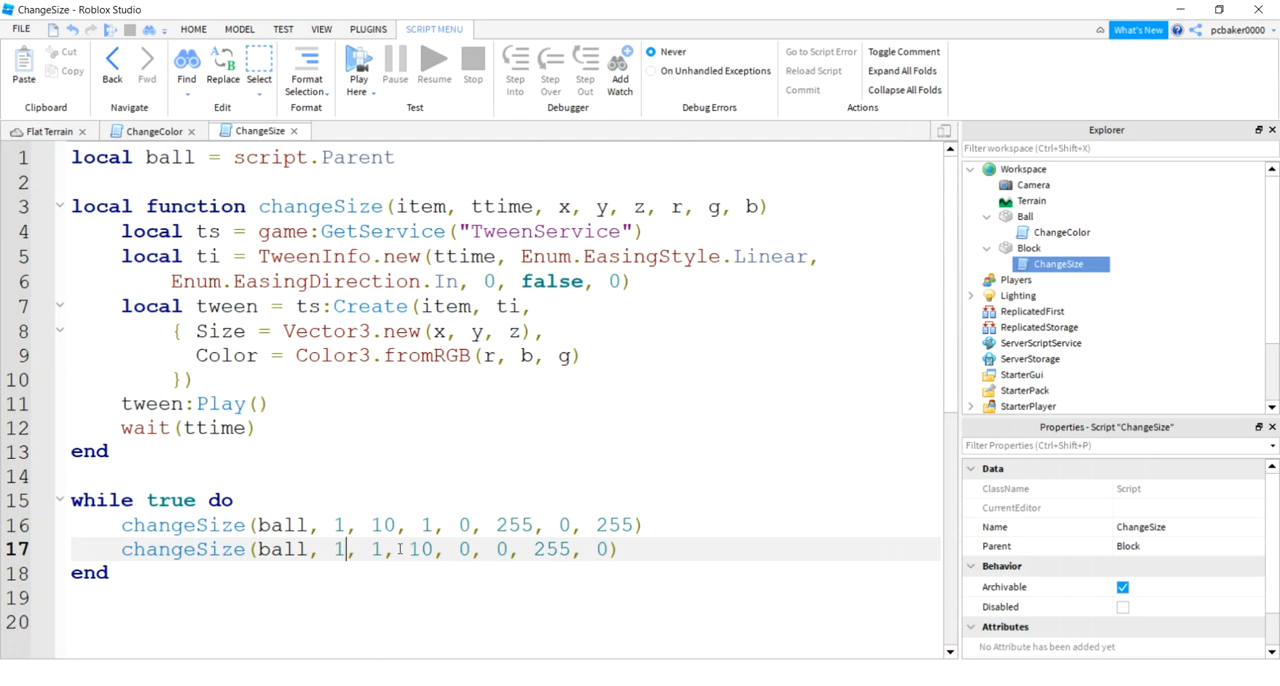 ChangeSize - Roblox Studio
FILE HOME MODEL TEST VIEW PLUGINS SCRIPT MENU What's New pcbaker0000
Paste Cut Copy Back Fwd Find Replace Select Format Selection Play Here Pause Resume Stop Step Into Step Over Step Out Add Watch Never On Unhandled Exceptions Go to Script Error Reload Script Commit Toggle Comment Expand All Folds Collapse All Folds
Clipboard Navigate Edit Format Test Debugger Debug Errors Actions
Flat Terrain ChangeColor ChangeSize
1 local ball = script.Parent
2
3 local function changeSize(item, ttime, x, y, z, r, g, b)
4 local ts = game:GetService("TweenService")
5 local ti = TweenInfo.new(ttime, Enum.EasingStyle.Linear,
6 Enum.EasingDirection.In, 0, false, 0)
7 local tween = ts:Create(item, ti,
8 { Size = Vector3.new(x, y, z),
9 Color = Color3.fromRGB(r, b, g)
10 })
11 tween:Play()
12 wait(ttime)
13 end
14
15 while true do
16 changeSize(ball, 1, 10, 1, 0, 255, 0, 255)
17 changeSize(ball, 1, 1, 10, 0, 0, 255, 0)
18 end
19
20
Explorer
Filter workspace (Ctrl+Shift+X)
Workspace
Camera
Terrain
Ball
ChangeColor
Block
ChangeSize
Players
Lighting
ReplicatedFirst
ReplicatedStorage
ServerScriptService
ServerStorage
StarterGui
StarterPack
StarterPlayer
Properties - Script "ChangeSize"
Filter Properties (Ctrl+Shift+P)
Data
ClassName Script
CurrentEditor
Name ChangeSize
Parent Block
Behavior
Archivable
Disabled
Attributes
No Attribute has been added yet